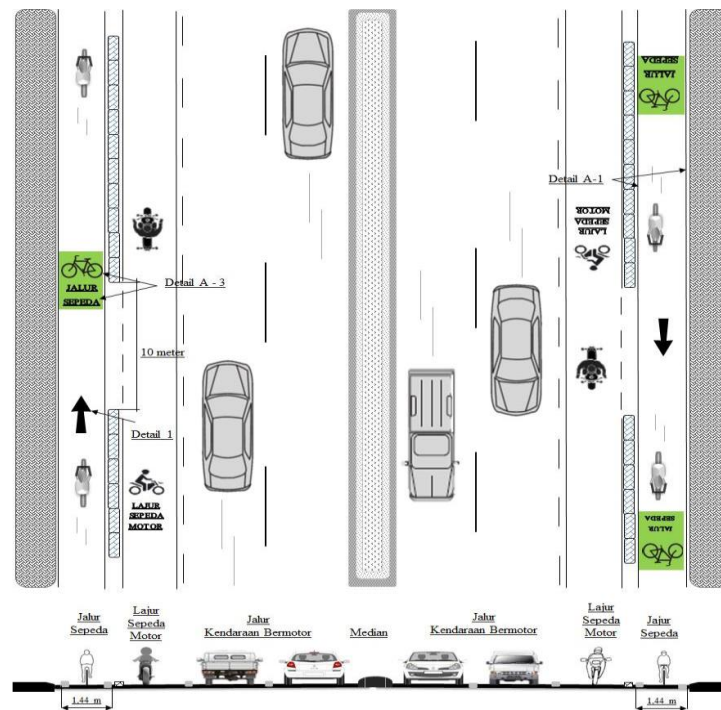 JALUR
SEPEDA
Detail A-1
LAJUR
SEPEDA
MOTOR
JALUR
SEPEDA
Detail A - 3
10 meter
Detail 1
LAJUR
SEPEDA
MOTOR
JALUR
SEPEDA
Jalur
Sepeda
Lajur
Sepeda
Motor
Jalur
Kendaraan Bermotor
Median
Jalur
Kendaraan Bermotor
Lajur
Sepeda
Motor
Jajur
Sepeda
1.44 m
1.44 m